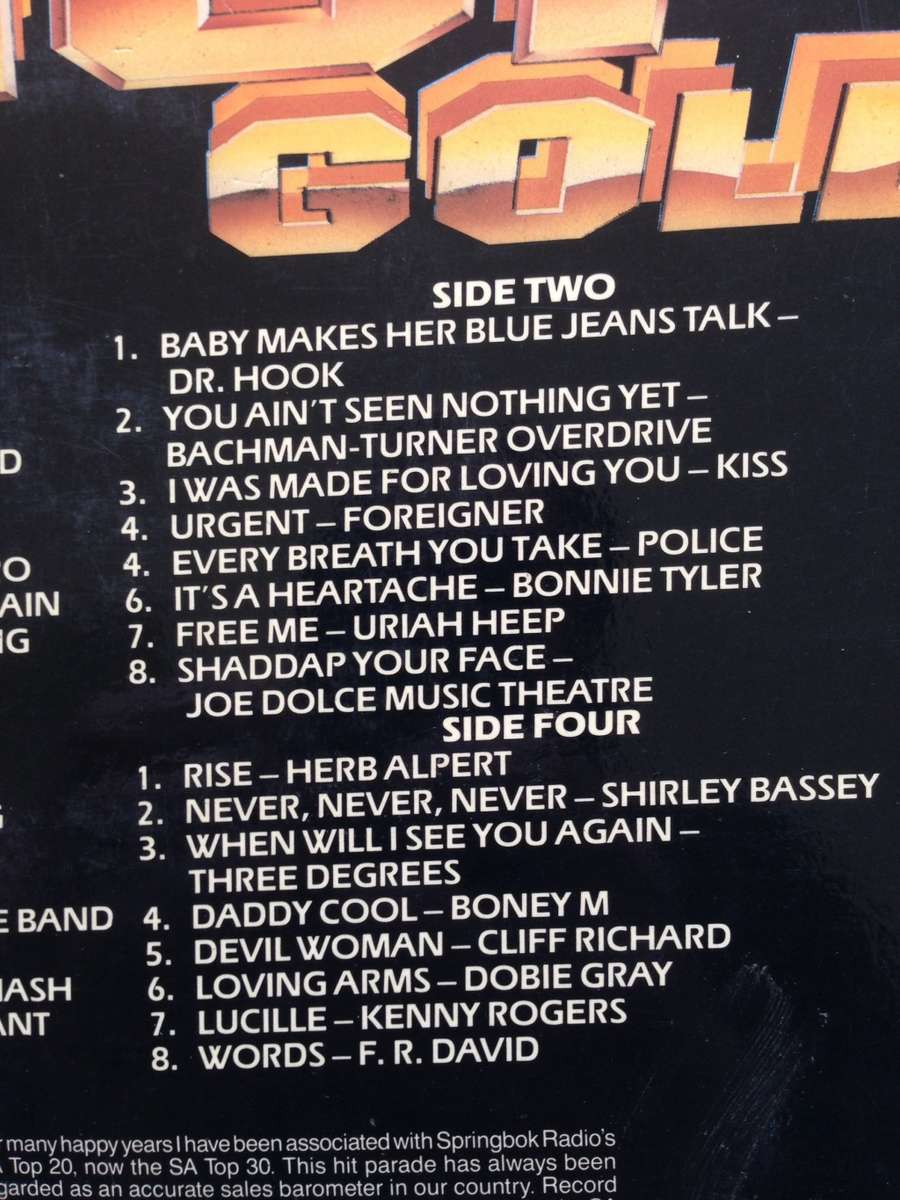 GOLD
SIDE TWO
1. BABY MAKES HER BLUE JEANS TALK –
DR. HOOK
2. YOU AIN'T SEEN NOTHING YET –
BACHMAN-TURNER OVERDRIVE
3. I WAS MADE FOR LOVING YOU – KISS
4. URGENT – FOREIGNER
4. EVERY BREATH YOU TAKE – POLICE
6. IT'S A HEARTACHE – BONNIE TYLER
7. FREE ME – URIAH HEEP
8. SHADDAP YOUR FACE –
JOE DOLCE MUSIC THEATRE
SIDE FOUR
1. RISE – HERB ALPERT
2. NEVER, NEVER, NEVER – SHIRLEY BASSEY
3. WHEN WILL I SEE YOU AGAIN –
THREE DEGREES
BAND
4. DADDY COOL – BONEY M
5. DEVIL WOMAN – CLIFF RICHARD
6. LOVING ARMS – DOBIE GRAY
7. LUCILLE – KENNY ROGERS
8. WORDS – F. R. DAVID
many happy years I have been associated with Springbok Radio's
Top 20, now the SA Top 30. This hit parade has always been
garded as an accurate sales barometer in our country. Record